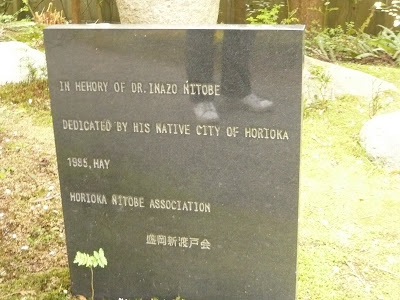 IN MEMORY OF DR. INAZO NITOBE
DEDICATED BY HIS NATIVE CITY OF MORIOKA
1985, MAY
MORIOKA NITOBE ASSOCIATION
盛岡新渡戸会